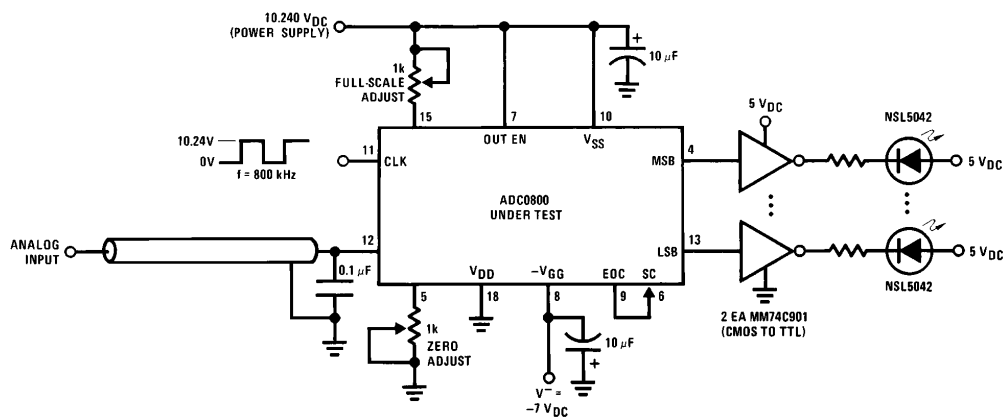 10.240 VDC
(POWER SUPPLY)
+
10 µF
1k
FULL-SCALE
ADJUST
15
7
10
5 VDC
NSL5042
10.24V
0V
f = 800 kHz
11
CLK
OUT EN
VSS
MSB
4
5 VDC
ADC0800
UNDER TEST
ANALOG
INPUT
12
LSB
13
5 VDC
NSL5042
0.1 µF
VDD
–VGG
EOC
SC
5
18
8
9
6
2 EA MM74C901
(CMOS TO TTL)
1k
ZERO
ADJUST
10 µF
+
V– =
–7 VDC